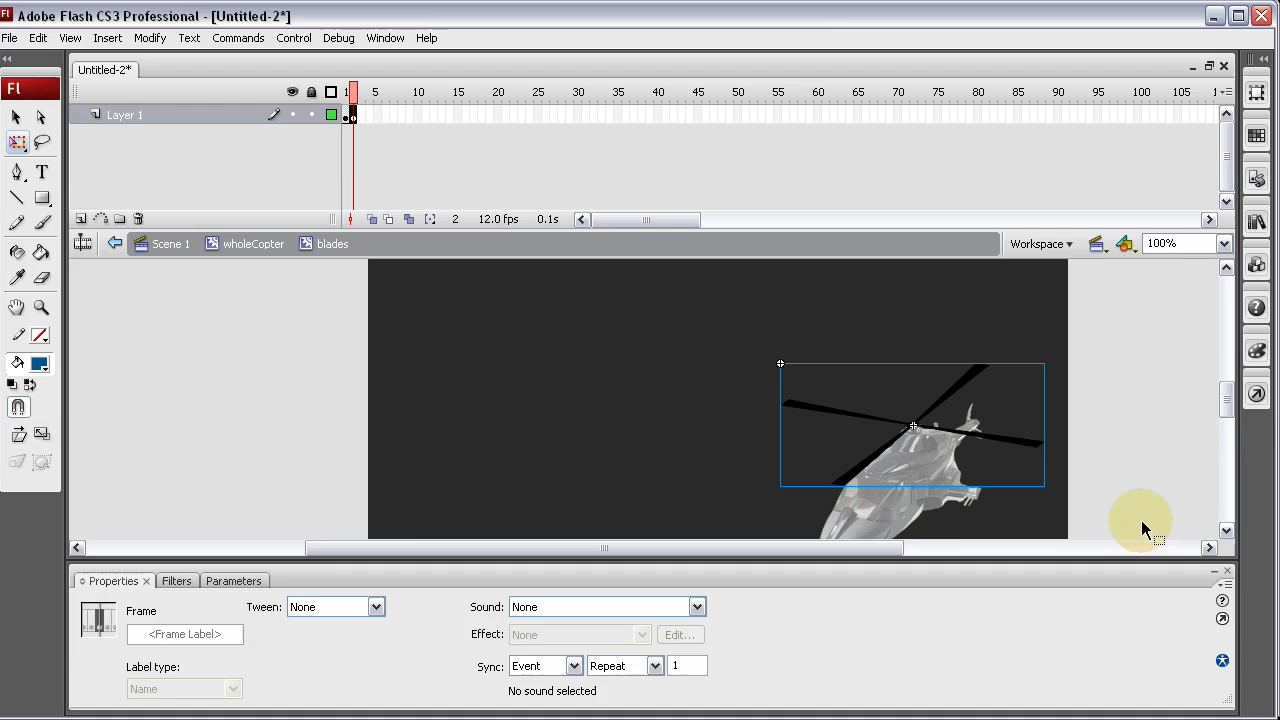 Adobe Flash CS3 Professional - [Untitled-2*]
File Edit View Insert Modify Text Commands Control Debug Window Help
Untitled-2*
Fl
1 5 10 15 20 25 30 35 40 45 50 55 60 65 70 75 80 85 90 95 100 105 1
Layer 1
2 12.0 fps 0.1s
Scene 1 wholeCopter blades Workspace 100%
Properties Filters Parameters
Frame Tween: None Sound: None
<Frame Label> Effect: None Edit...
Label type: Sync: Event Repeat 1
Name No sound selected